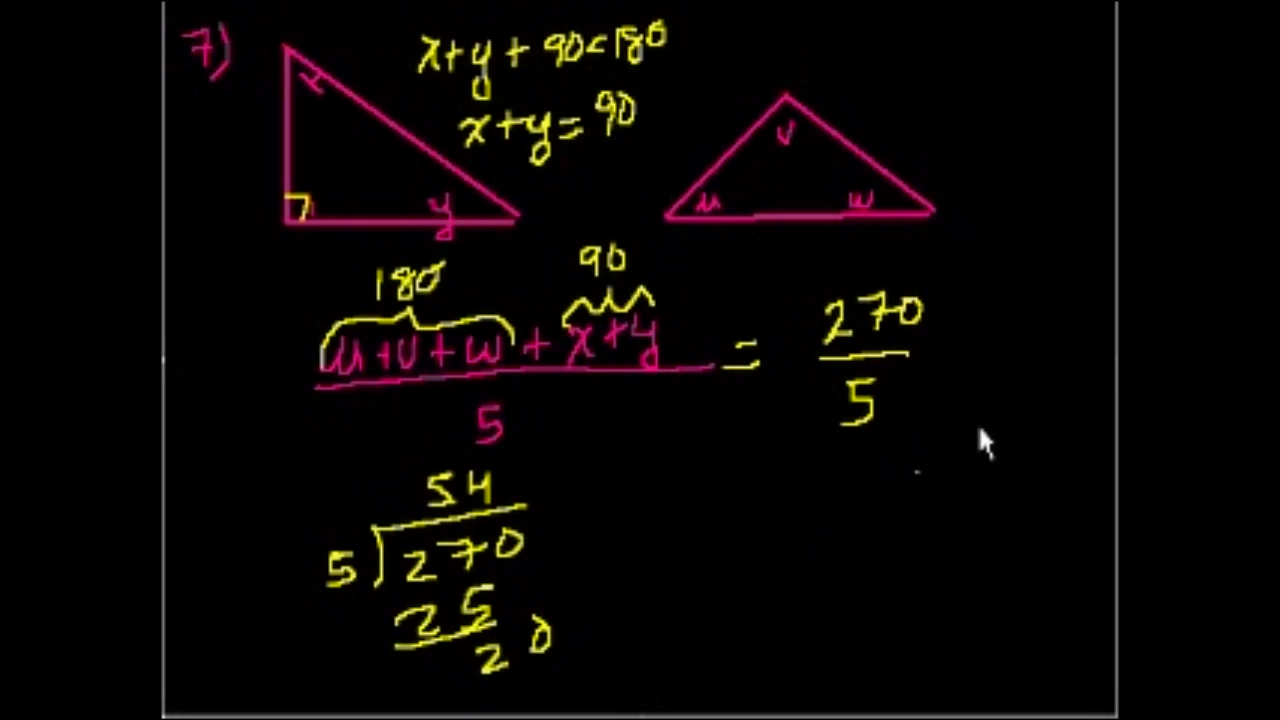 7)
x+y + 90<180
x+y = 90
x
y
v
u
w
180
90
u+v+w + x+y = 270
5
5
54
5)270
25
20